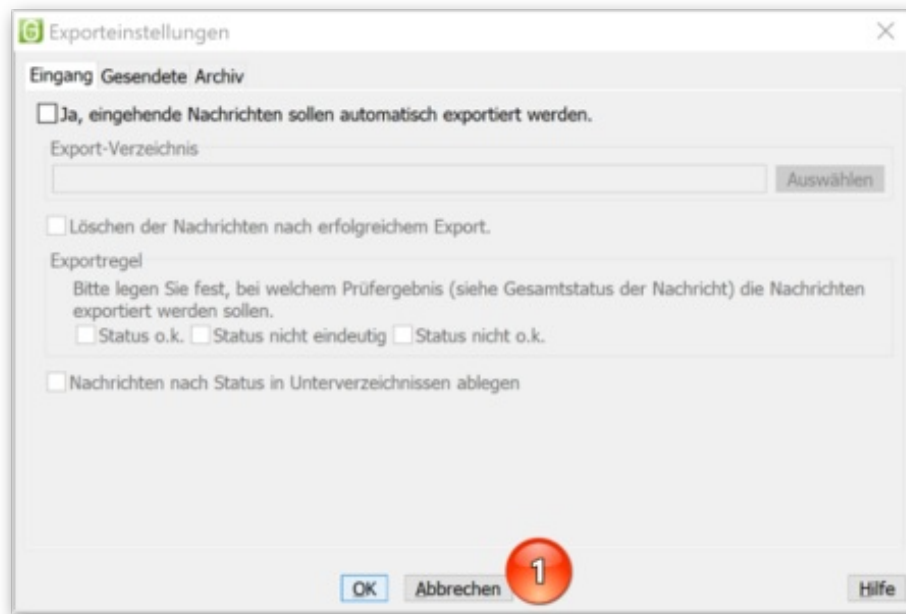 G Exporteinstellungen
Eingang Gesendete Archiv
Ja, eingehende Nachrichten sollen automatisch exportiert werden.
Export-Verzeichnis
Auswählen
Löschen der Nachrichten nach erfolgreichem Export.
Exportregel
Bitte legen Sie fest, bei welchem Prüfergebnis (siehe Gesamtstatus der Nachricht) die Nachrichten
exportiert werden sollen.
Status o.k. Status nicht eindeutig Status nicht o.k.
Nachrichten nach Status in Unterverzeichnissen ablegen
OK Abbrechen 1 Hilfe